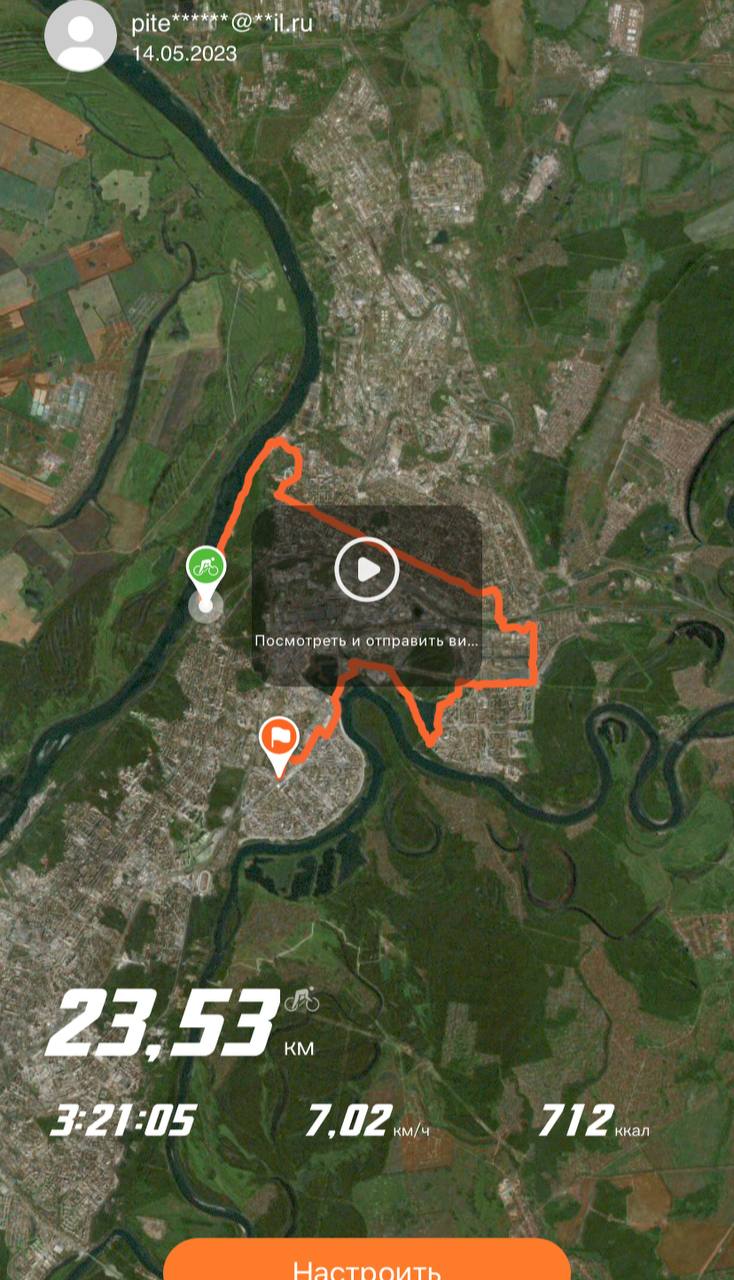 pite******@**il.ru
14.05.2023
Посмотреть и отправить ви...
23,53 км
3:21:05 7,02 км/ч 712 ккал
Настроить